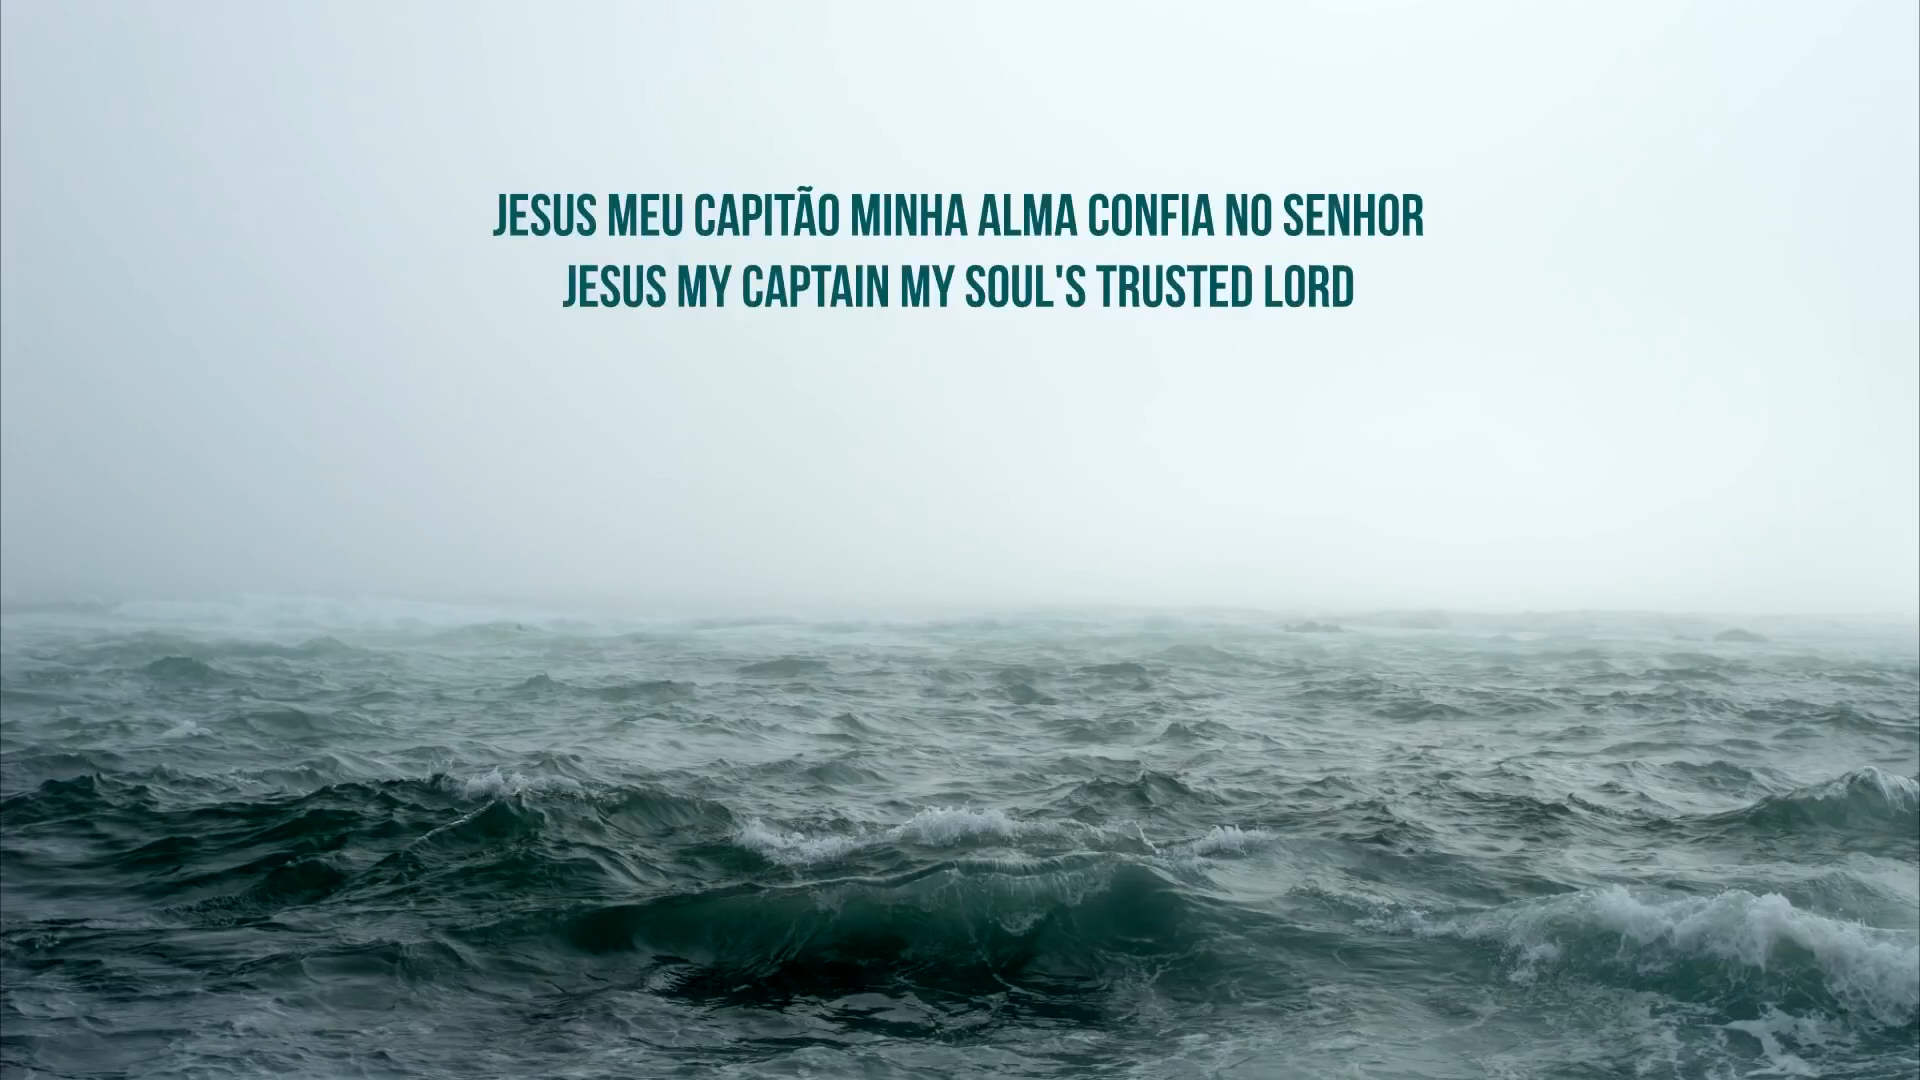 JESUS MEU CAPITÃO MINHA ALMA CONFIA NO SENHOR
JESUS MY CAPTAIN MY SOUL'S TRUSTED LORD